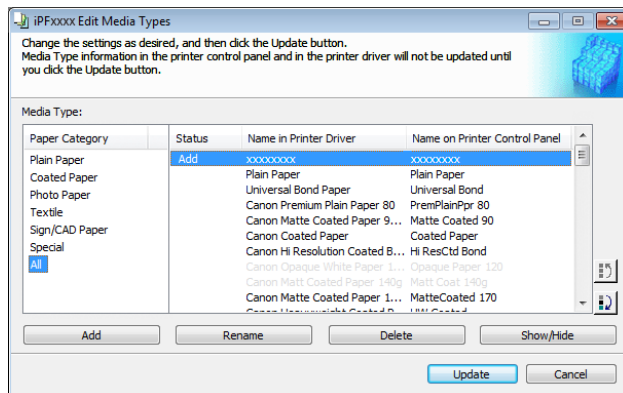 iPFxxxx Edit Media Types
Change the settings as desired, and then click the Update button.
Media Type information in the printer control panel and in the printer driver will not be updated until
you click the Update button.
Media Type:
Paper Category Status Name in Printer Driver Name on Printer Control Panel
Plain Paper
Coated Paper
Photo Paper
Textile
Sign/CAD Paper
Special
All
Add xxxxxxxx xxxxxxxx
Plain Paper Plain Paper
Universal Bond Paper Universal Bond
Canon Premium Plain Paper 80 PremPlainPpr 80
Canon Matte Coated Paper 9... Matte Coated 90
Canon Coated Paper Coated Paper
Canon Hi Resolution Coated B... Hi ResCtd Bond
Canon Opaque White Paper 1... Opaque Paper 120
Canon Matt Coated Paper 140g Matt Coat 140g
Canon Matte Coated Paper 1... MatteCoated 170
Canon Heavyweight Coated P... HW Coated
Add Rename Delete Show/Hide
Update Cancel